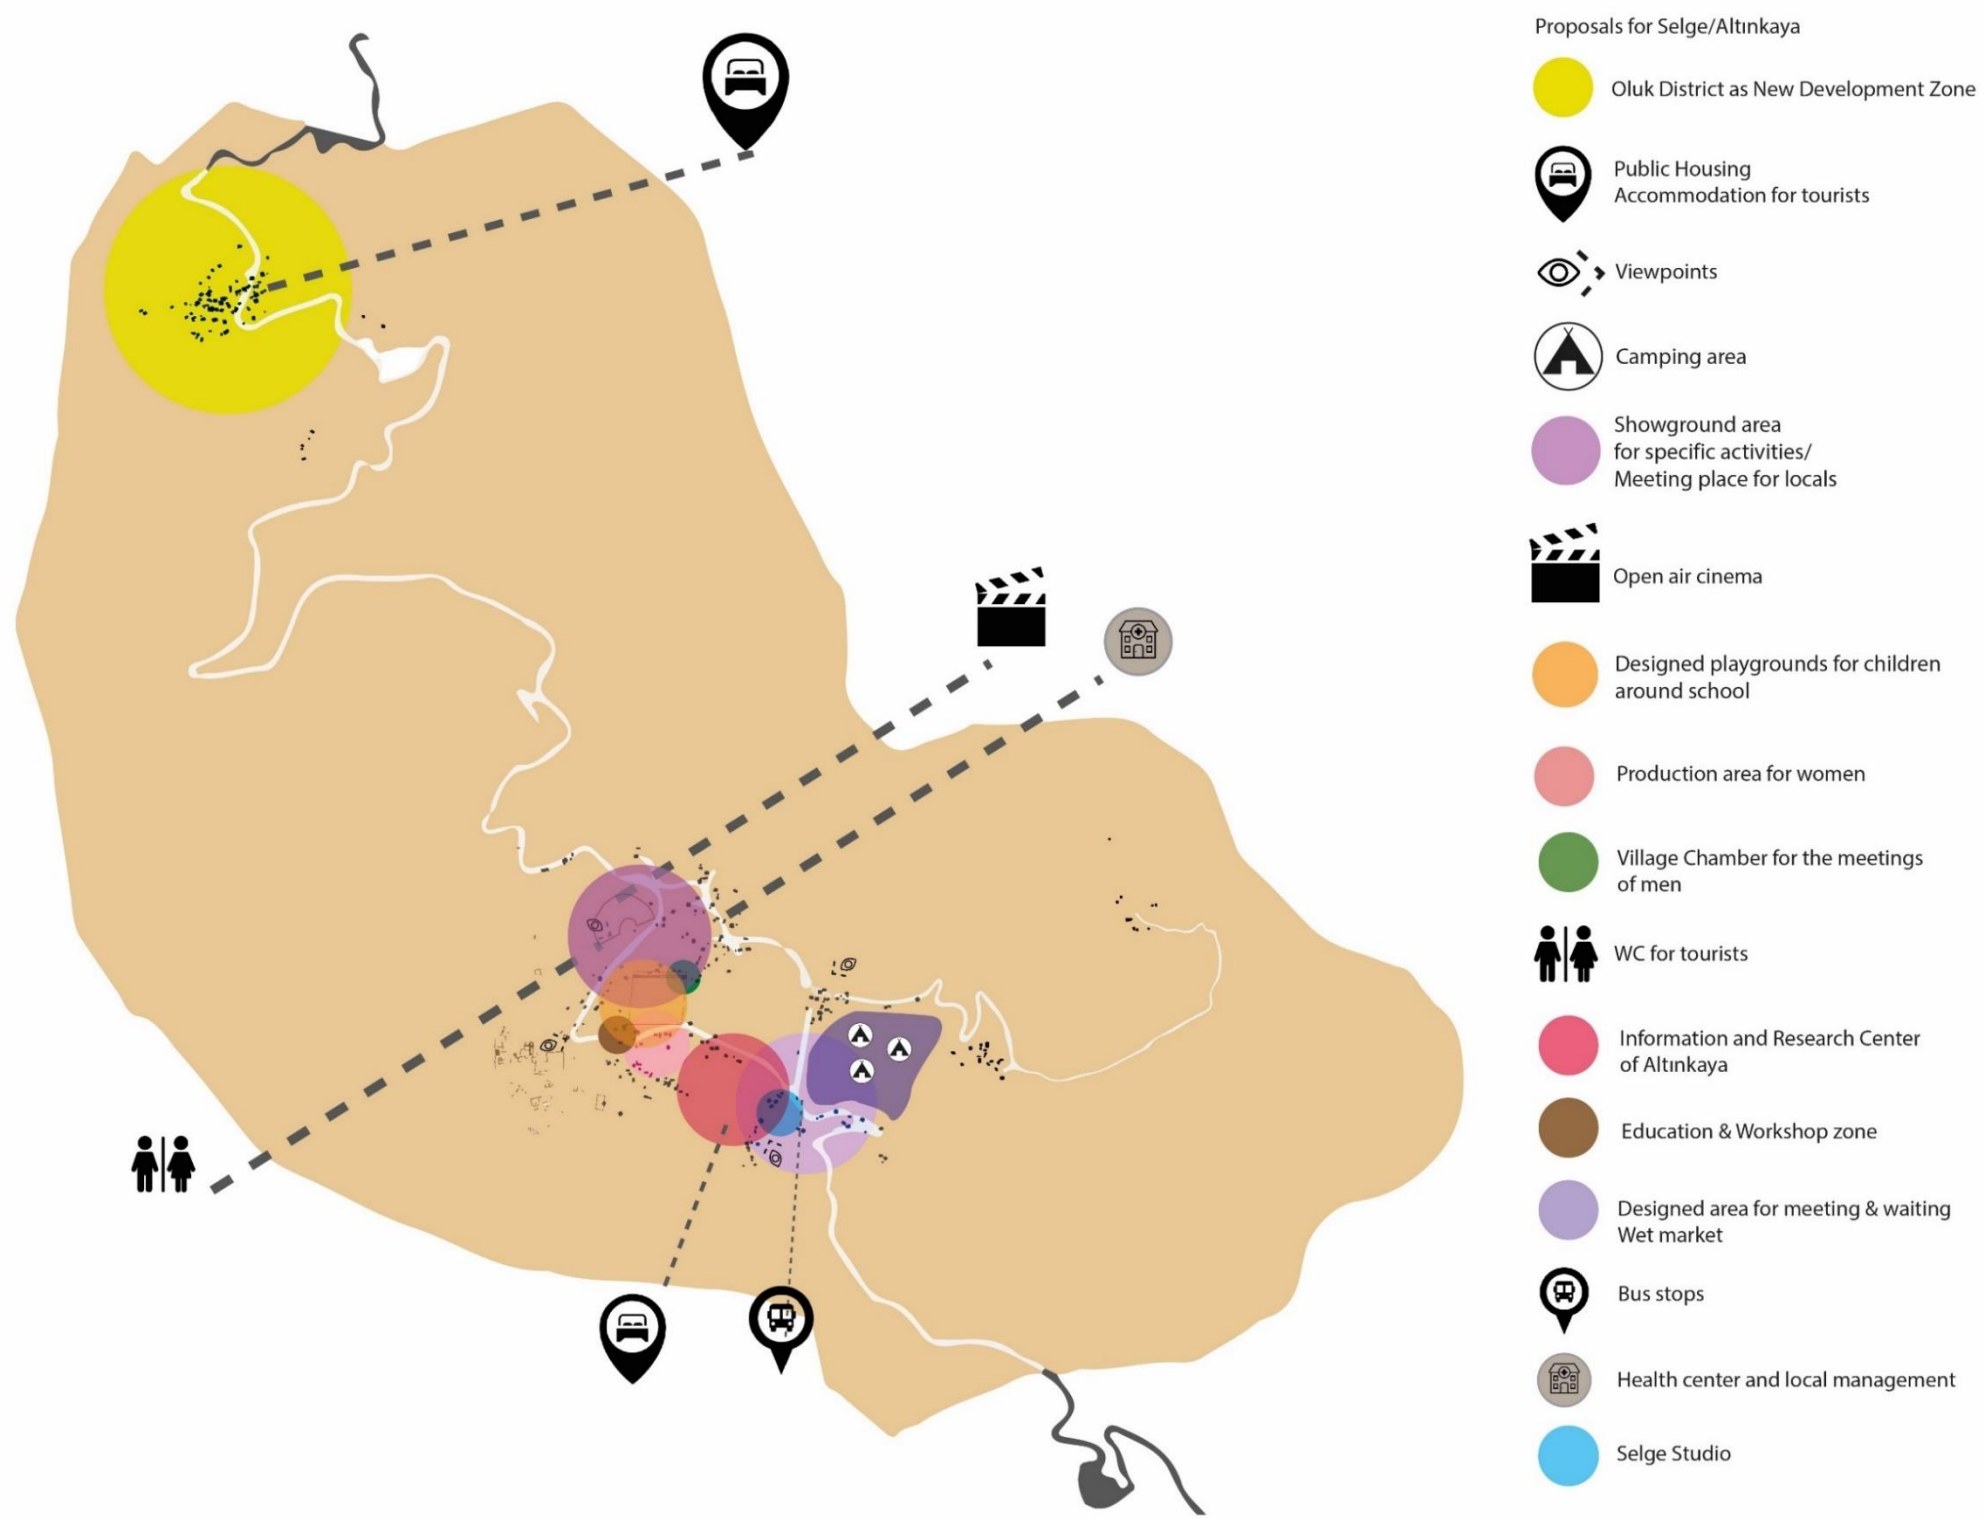 Proposals for Selge/Altınkaya
Oluk District as New Development Zone
Public Housing
Accommodation for tourists
Viewpoints
Camping area
Showground area
for specific activities/
Meeting place for locals
Open air cinema
Designed playgrounds for children
around school
Production area for women
Village Chamber for the meetings
of men
WC for tourists
Information and Research Center
of Altınkaya
Education & Workshop zone
Designed area for meeting & waiting
Wet market
Bus stops
Health center and local management
Selge Studio